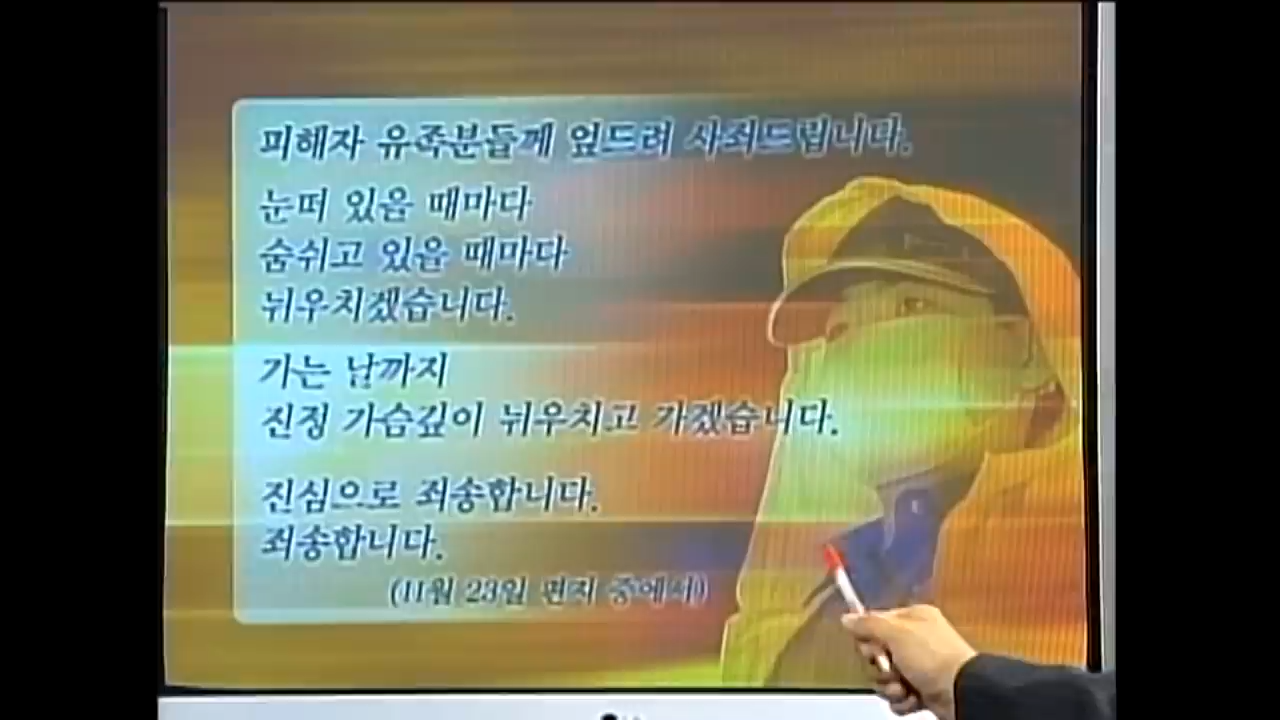 피해자 유족분들께 엎드려 사죄드립니다.
눈떠 있을 때마다
숨쉬고 있을 때마다
뉘우치겠습니다.
가는 날까지
진정 가슴깊이 뉘우치고 가겠습니다.
진심으로 죄송합니다.
죄송합니다.
(11월 23일 편지 중에서)